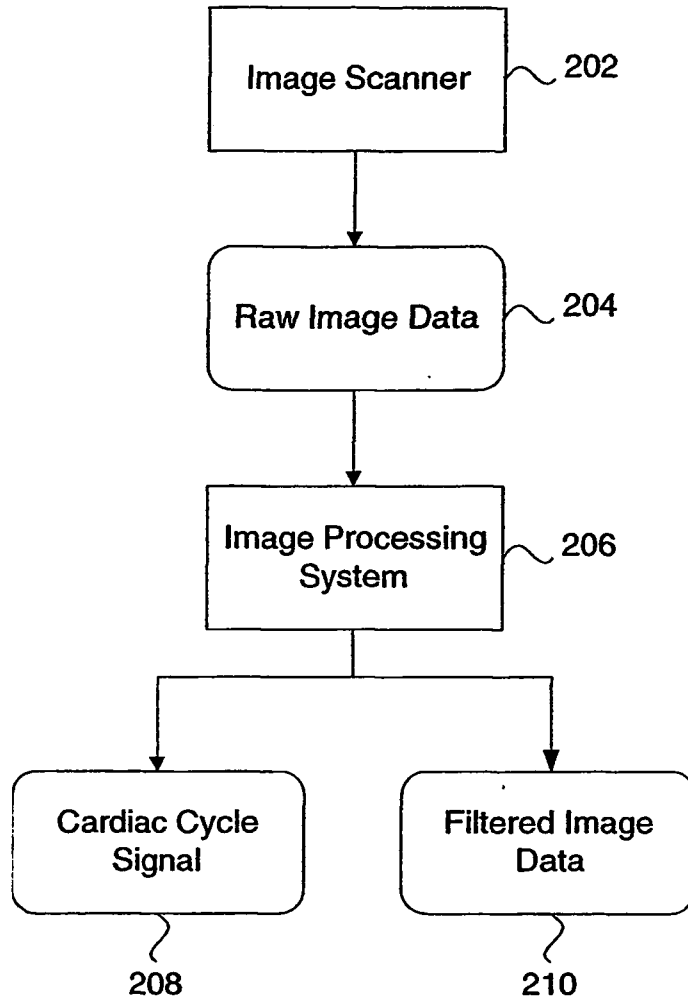 Image Scanner
202
Raw Image Data
204
Image Processing
System
206
Cardiac Cycle
Signal
Filtered Image
Data
208
210